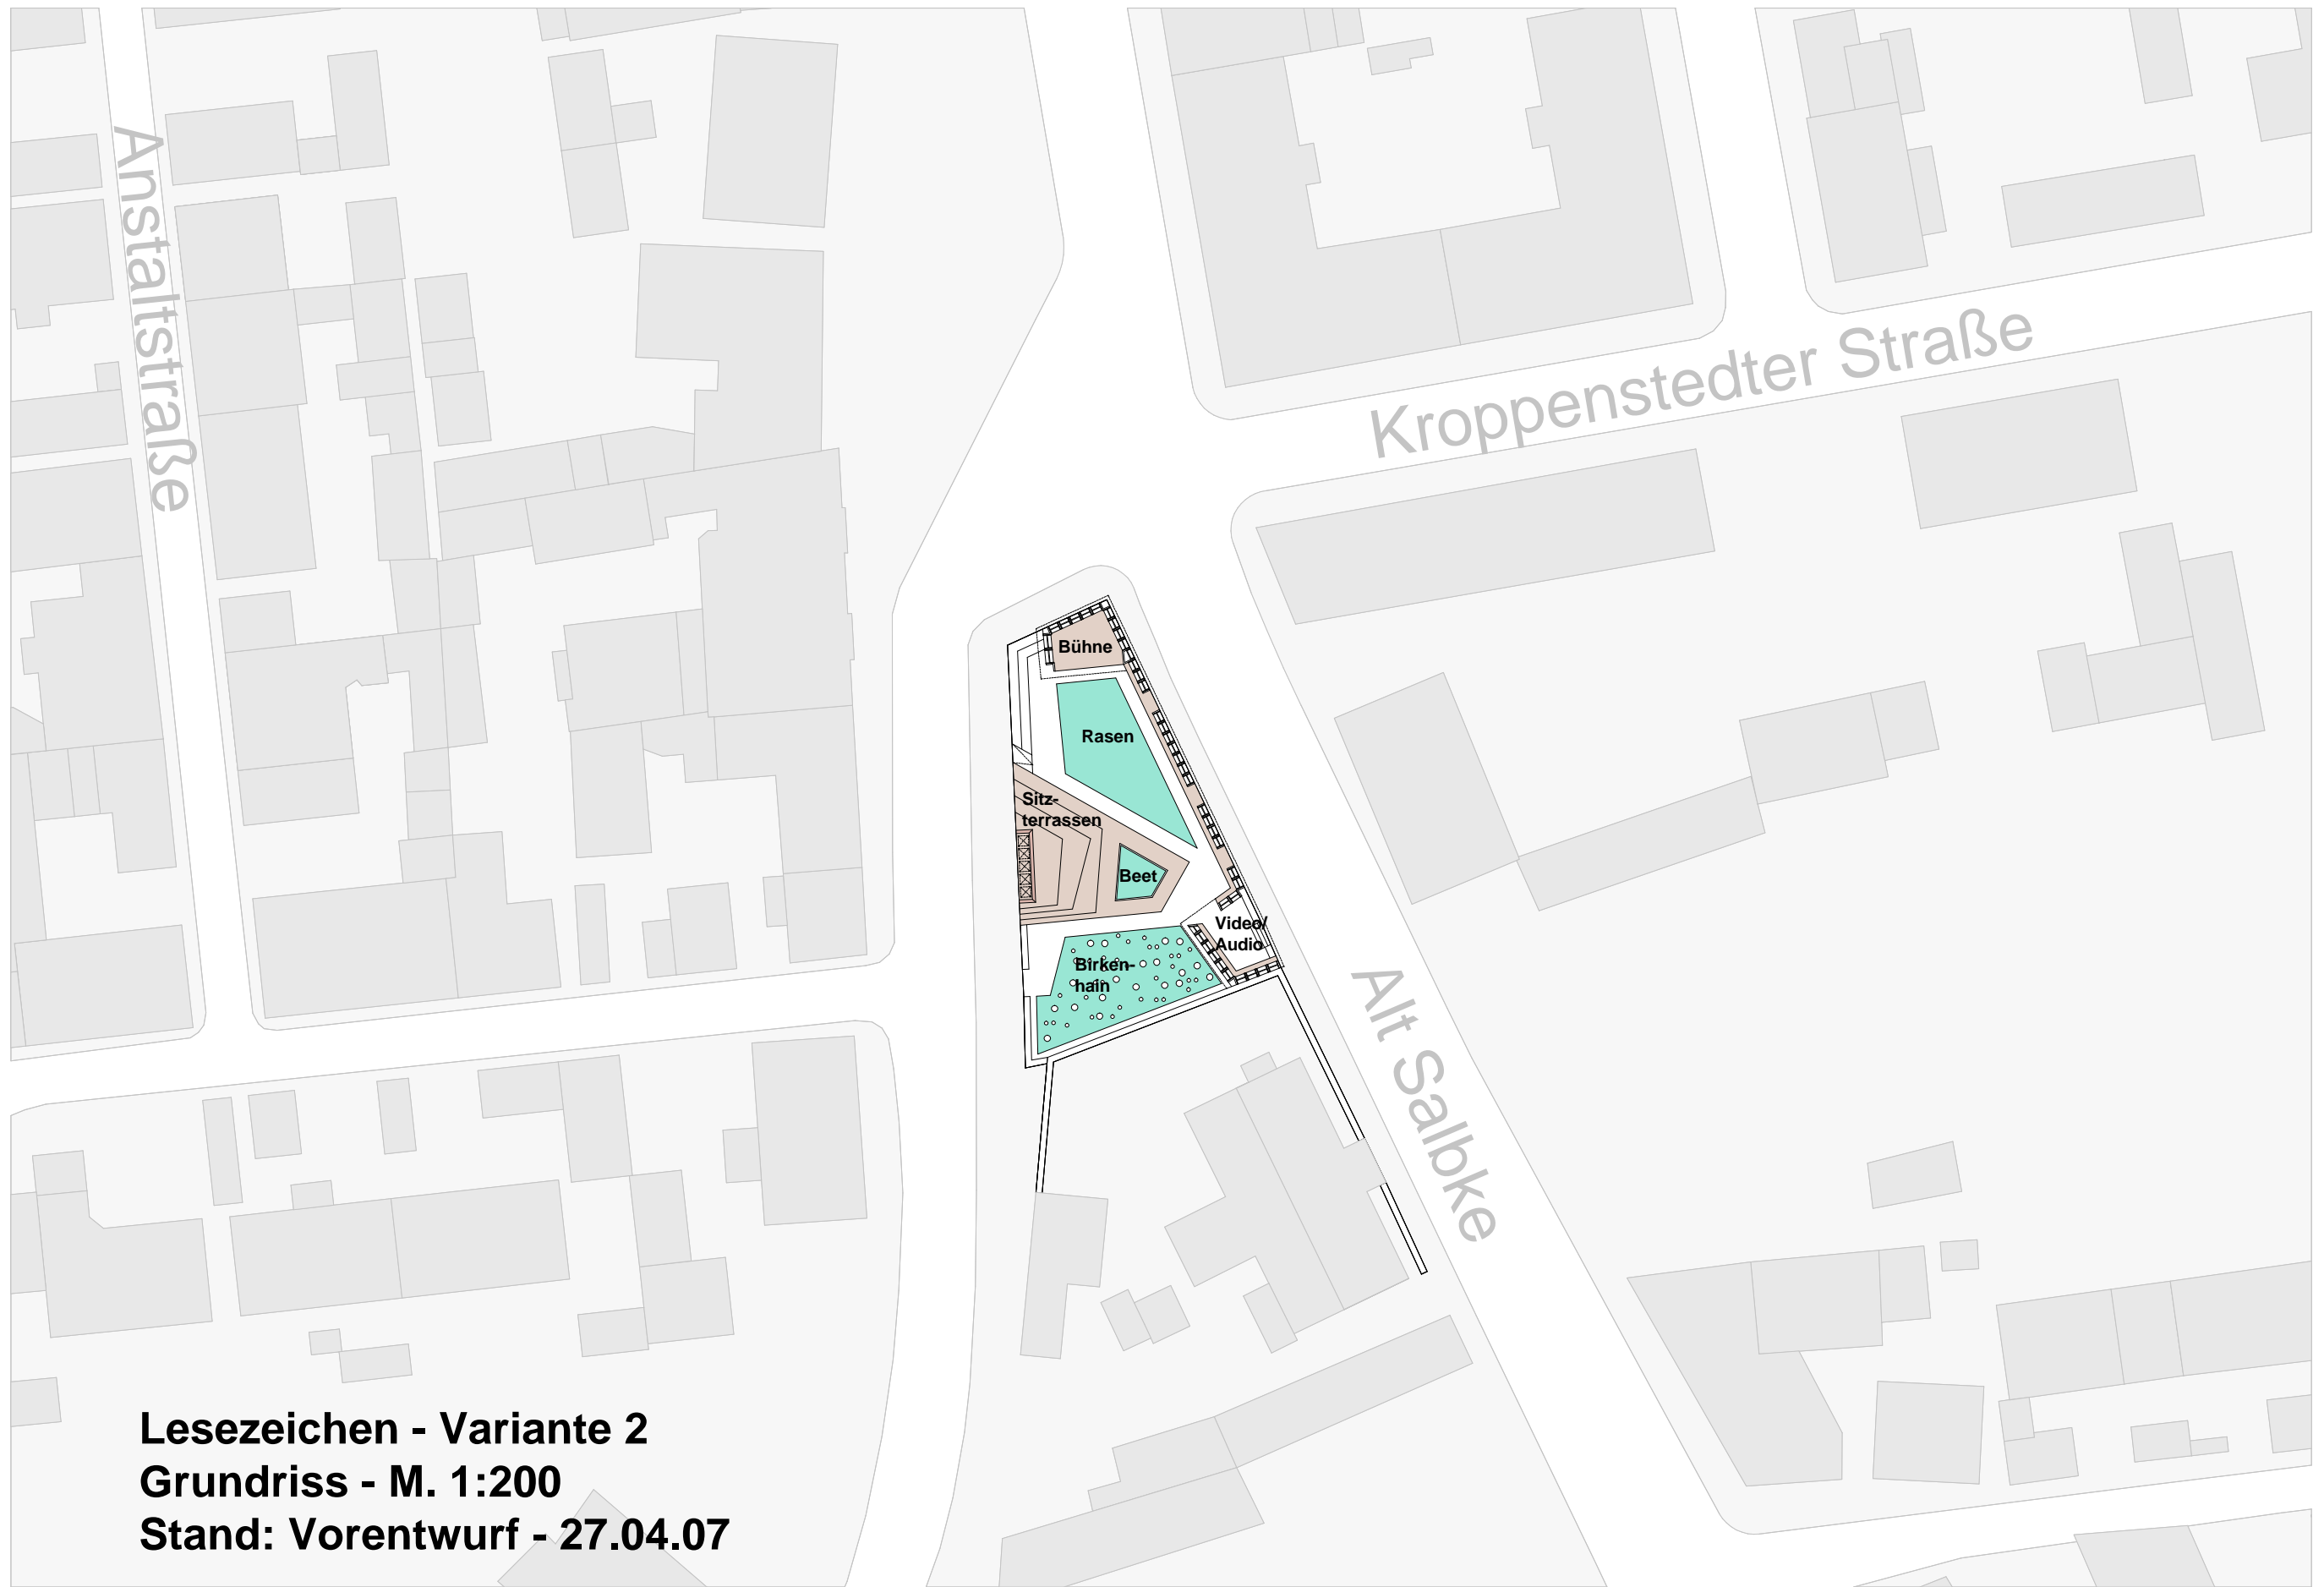 Anstaltstraße
Kroppenstedter Straße
Bühne
Rasen
Sitz-
terrassen
Beet
Video/
Audio
Birken-
hain
Alt Salbke
Lesezeichen - Variante 2
Grundriss - M. 1:200
Stand: Vorentwurf - 27.04.07